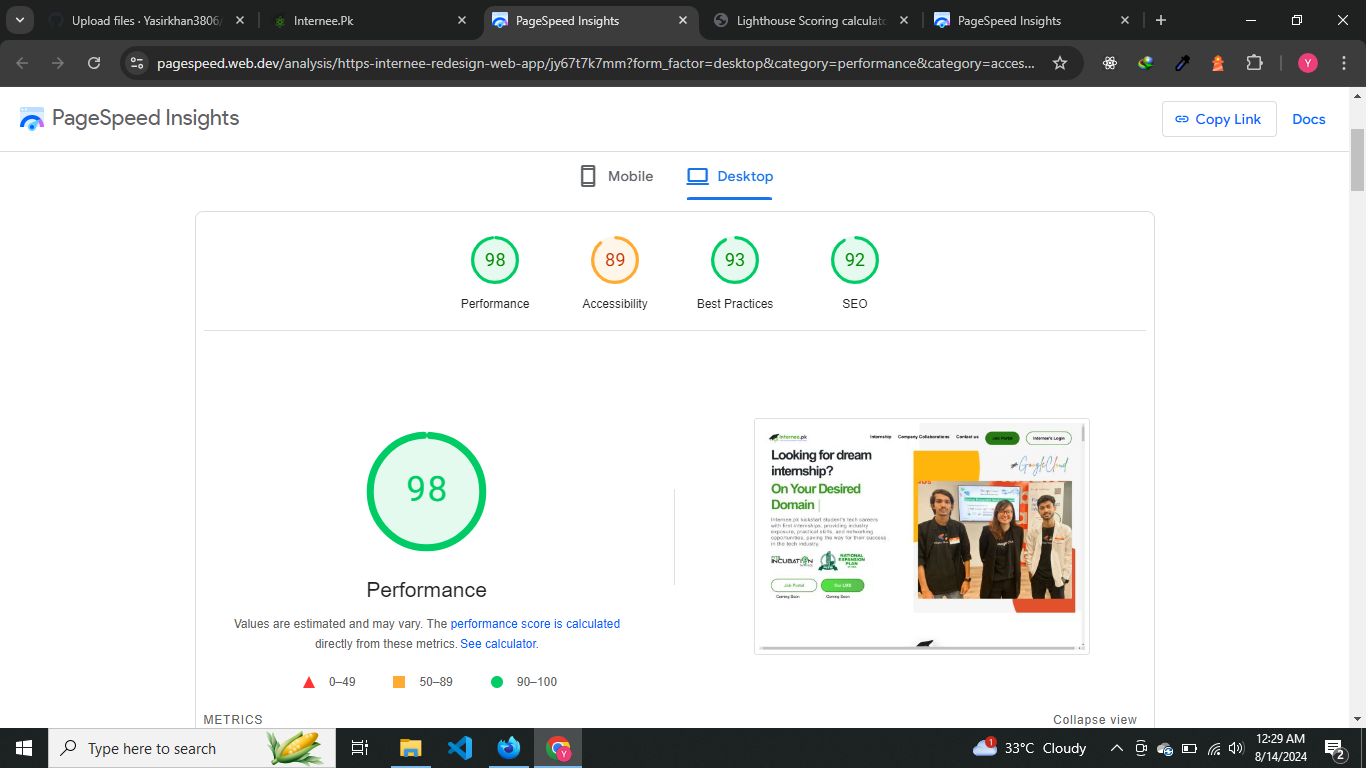 Upload files · Yasirkhan3806/
Internee.Pk
PageSpeed Insights
Lighthouse Scoring calculato
PageSpeed Insights
pagespeed.web.dev/analysis/https-internee-redesign-web-app/jy67t7k7mm?form_factor=desktop&category=performance&category=acces...
Y
PageSpeed Insights
Copy Link
Docs
Mobile
Desktop
98
89
93
92
Performance
Accessibility
Best Practices
SEO
98
Performance
Values are estimated and may vary. The performance score is calculated
directly from these metrics. See calculator.
0–49
50–89
90–100
internee.pk
Internship
Company Collaborations
Contact us
Job Portal
Internee's Login
Looking for dream
internship?
On Your Desired
Domain |
Internee.pk kickstart student's tech careers
with first internships, providing industry
exposure, practical skills, and networking
opportunities, paving the way for their success
in the tech industry.
INCUBATION
NATIONAL
EXPANSION
PLAN
Job Portal
Our LMS
Coming Soon
Coming Soon
#GoogleCloud
METRICS
Collapse view
Type here to search
Y
1
33°C Cloudy
12:29 AM
8/14/2024
2